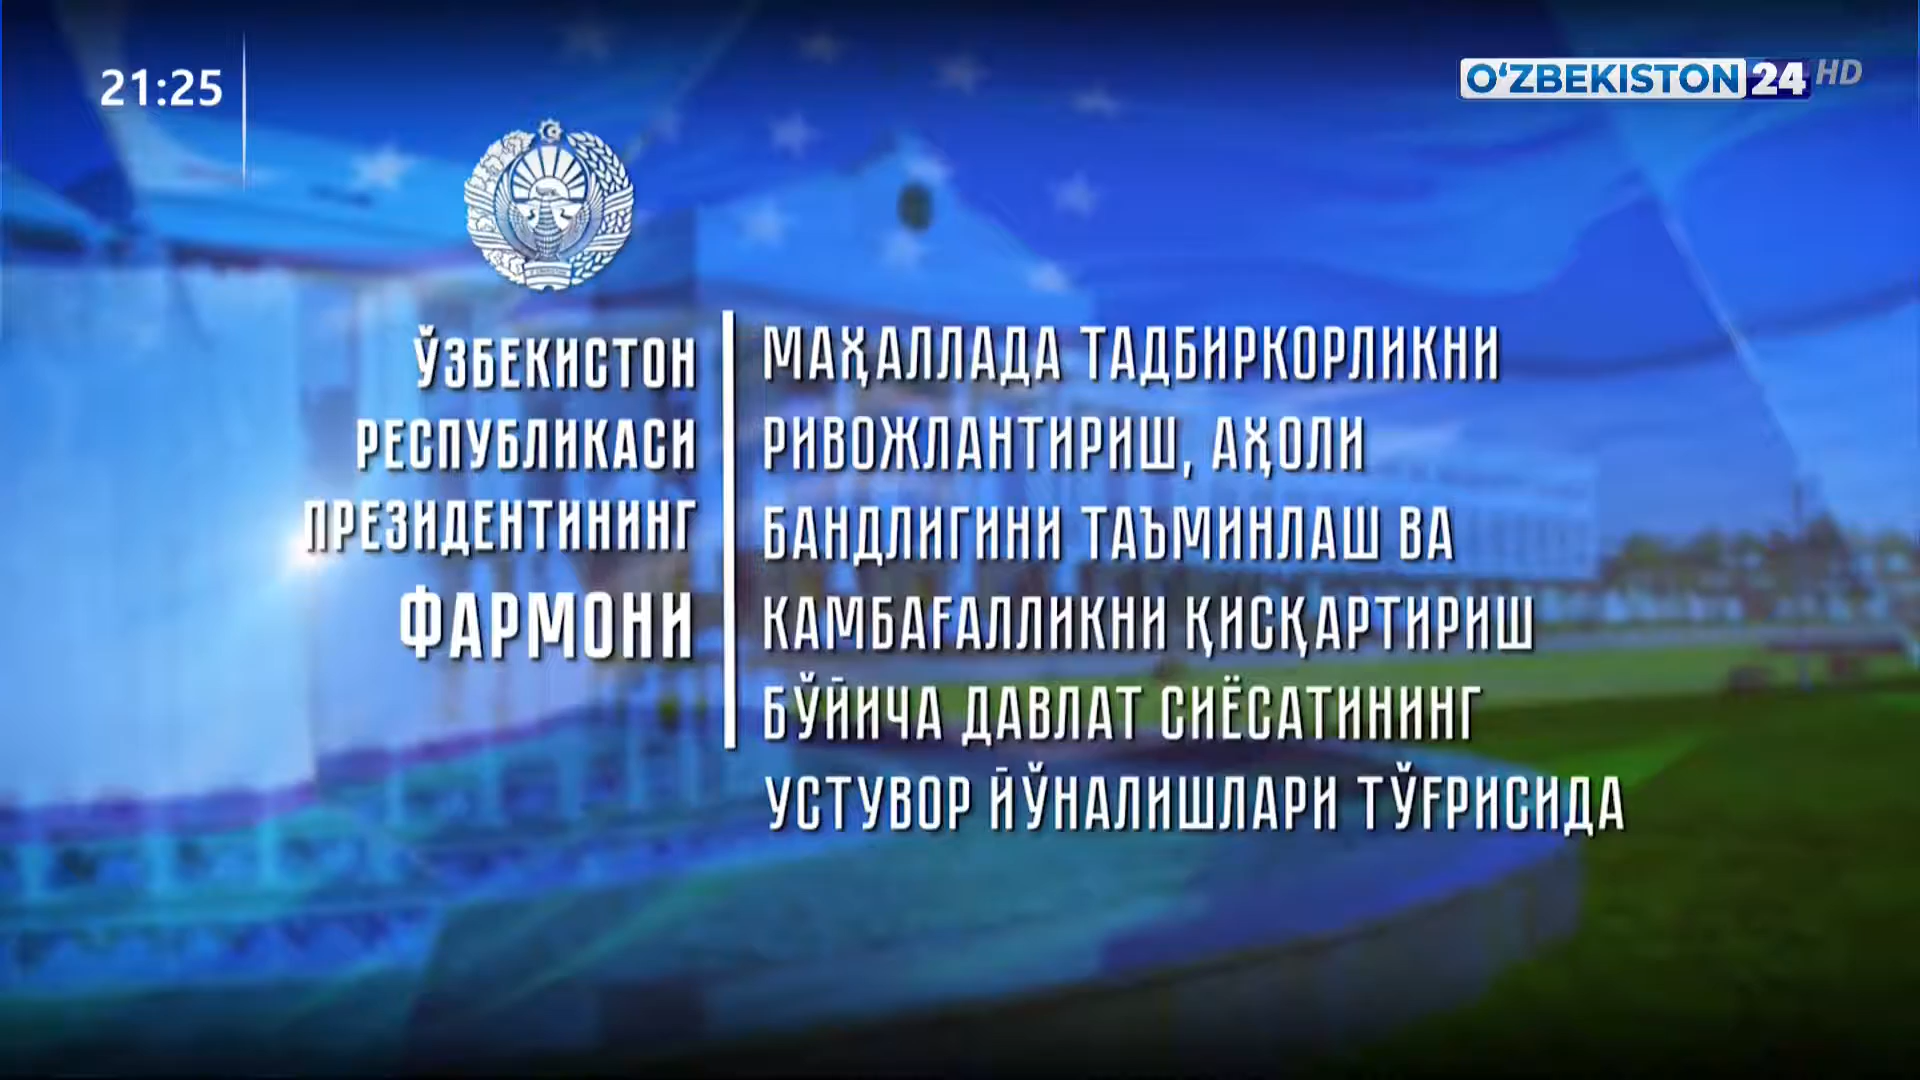 21:25
O‘ZBEKISTON 24 HD
ЎЗБЕКИСТОН
РЕСПУБЛИКАСИ
ПРЕЗИДЕНТИНИНГ
ФАРМОНИ
МАҲАЛЛАДА ТАДБИРКОРЛИКНИ
РИВОЖЛАНТИРИШ, АҲОЛИ
БАНДЛИГИНИ ТАЪМИНЛАШ ВА
КАМБАҒАЛЛИКНИ ҚИСҚАРТИРИШ
БЎЙИЧА ДАВЛАТ СИЁСАТИНИНГ
УСТУВОР ЙЎНАЛИШЛАРИ ТЎҒРИСИДА